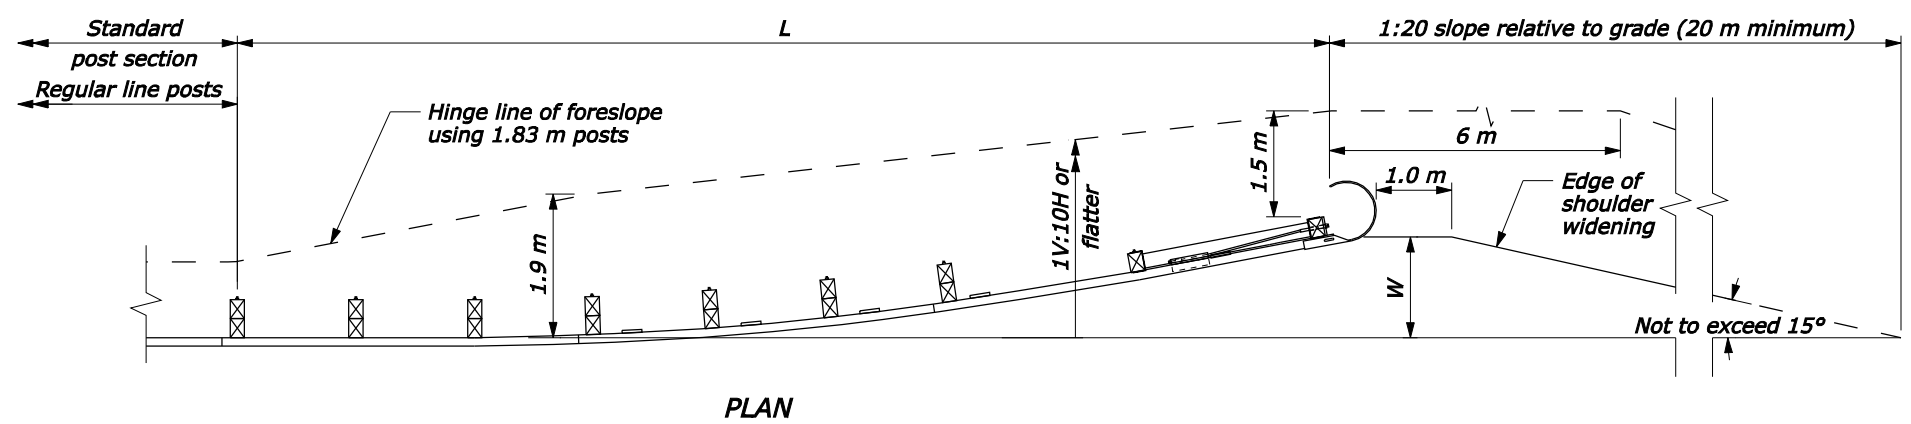 Standard
post section
Regular line posts
L
1:20 slope relative to grade (20 m minimum)
Hinge line of foreslope
using 1.83 m posts
1.9 m
1V:10H or
flatter
1.5 m
6 m
1.0 m
W
Edge of
shoulder
widening
Not to exceed 15°
PLAN